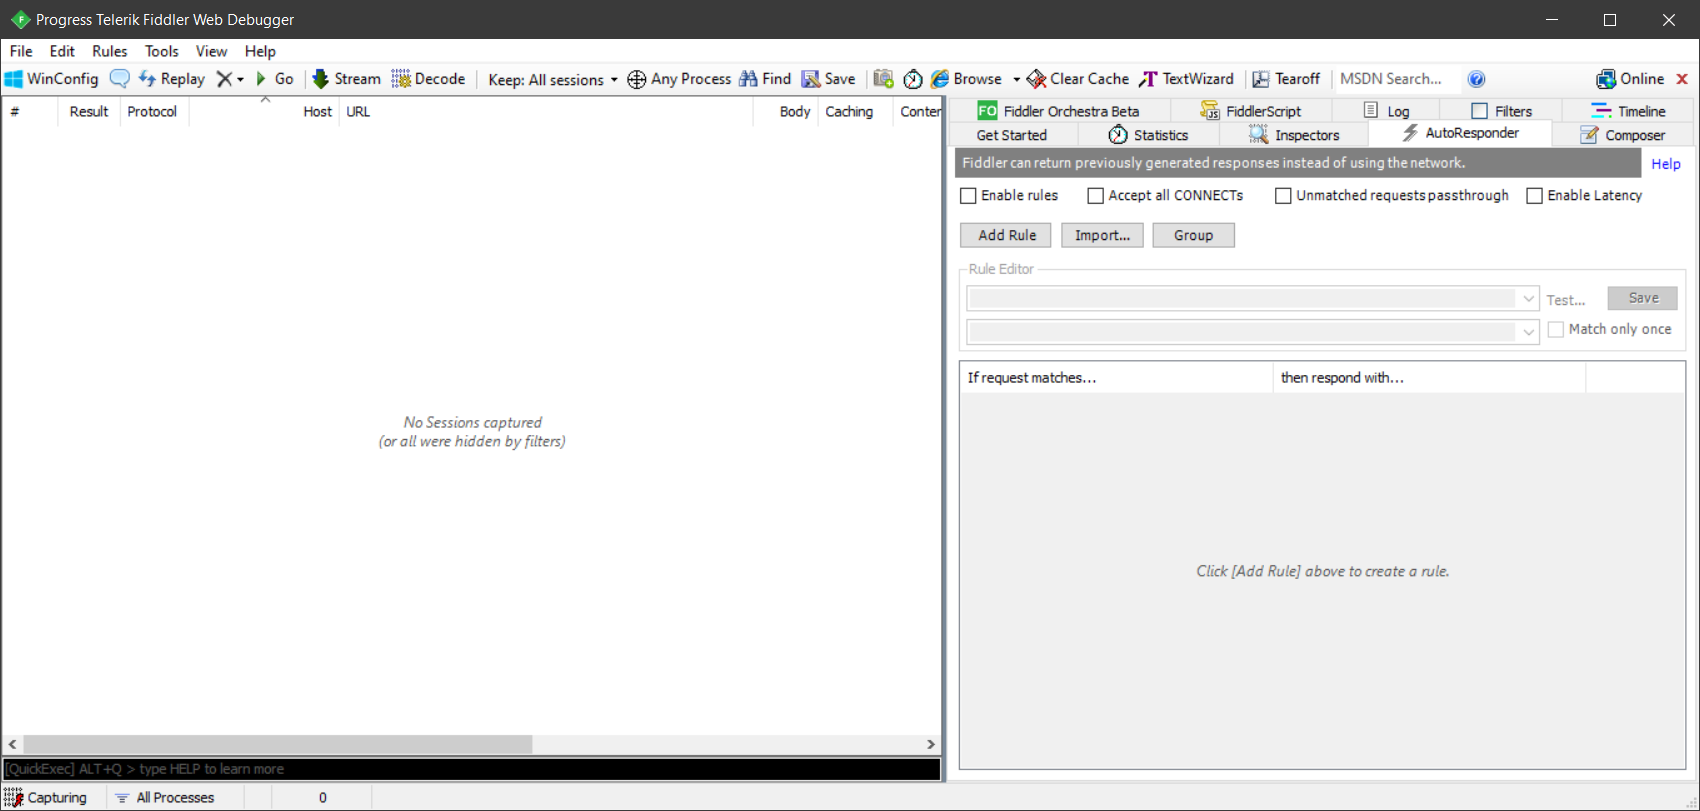 Progress Telerik Fiddler Web Debugger
File Edit Rules Tools View Help
WinConfig Replay Go Stream Decode Keep: All sessions Any Process Find Save Browse Clear Cache TextWizard Tearoff MSDN Search... Online
# Result Protocol Host URL Body Caching Conter
No Sessions captured
(or all were hidden by filters)
[QuickExec] ALT+Q > type HELP to learn more
Capturing All Processes 0
FO Fiddler Orchestra Beta FiddlerScript Log Filters Timeline
Get Started Statistics Inspectors AutoResponder Composer
Fiddler can return previously generated responses instead of using the network. Help
Enable rules Accept all CONNECTs Unmatched requests passthrough Enable Latency
Add Rule Import... Group
Rule Editor
Test... Save
Match only once
If request matches... then respond with...
Click [Add Rule] above to create a rule.